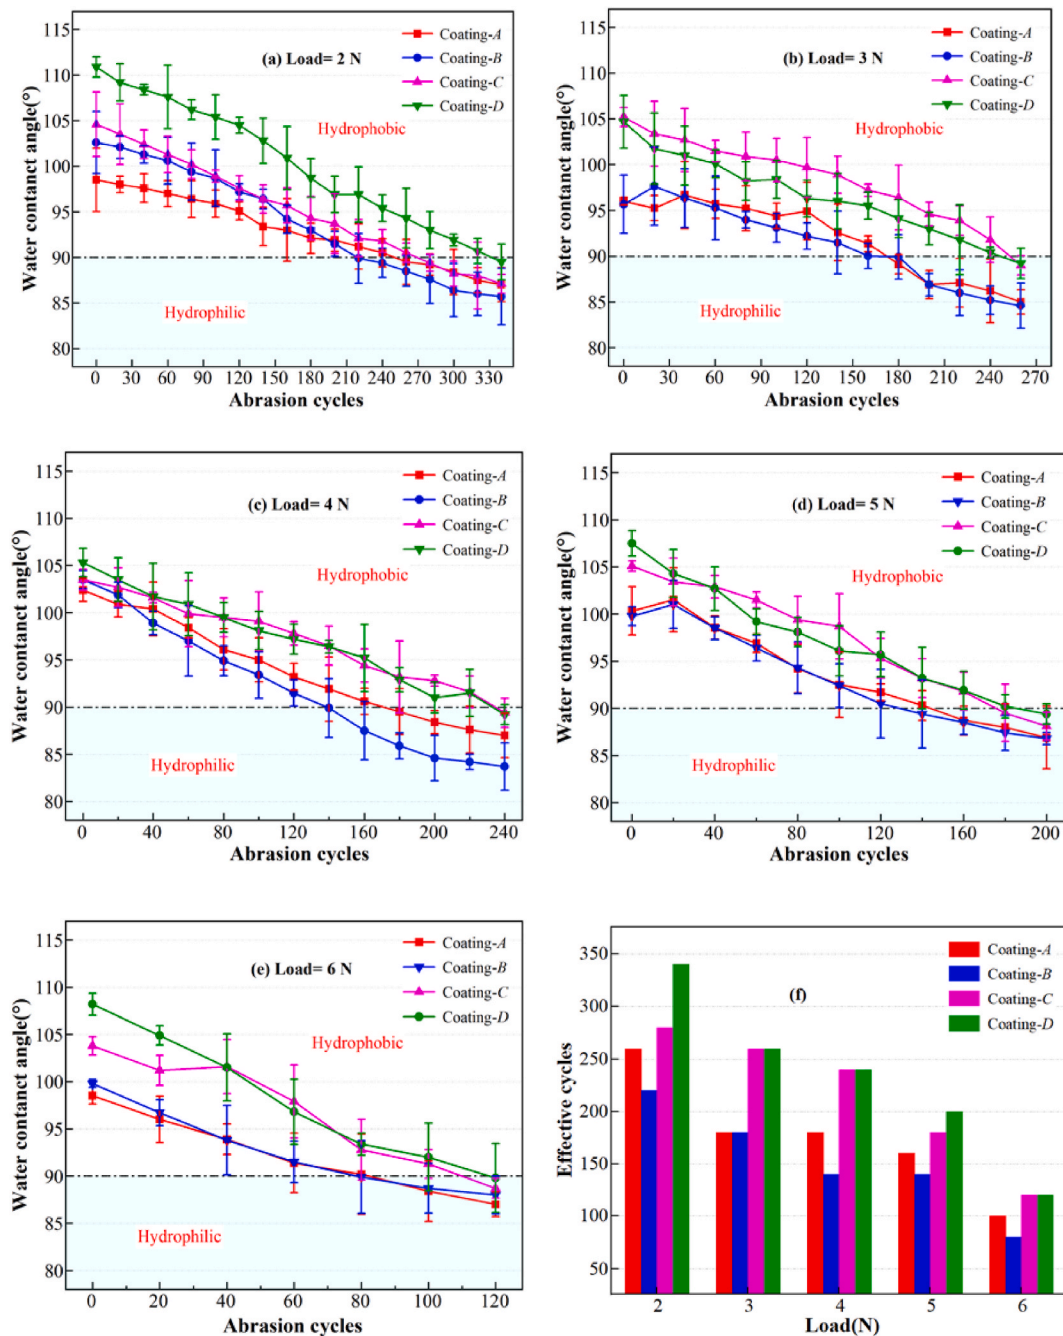 115
110
105
100
95
90
85
80
Water contanct angle(°)
(a) Load= 2 N
Coating-A
Coating-B
Coating-C
Coating-D
Hydrophobic
Hydrophilic
0 30 60 90 100 120 150 180 210 240 270 300 330
Abrasion cycles
115
110
105
100
95
90
85
80
Water contanct angle(°)
(b) Load= 3 N
Coating-A
Coating-B
Coating-C
Coating-D
Hydrophobic
Hydrophilic
0 30 60 90 120 150 180 210 240 270
Abrasion cycles
115
110
105
100
95
90
85
80
Water contanct angle(°)
(c) Load= 4 N
Coating-A
Coating-B
Coating-C
Coating-D
Hydrophobic
Hydrophilic
0 40 80 120 160 200 240
Abrasion cycles
115
110
105
100
95
90
85
80
Water contanct angle(°)
(d) Load= 5 N
Coating-A
Coating-B
Coating-C
Coating-D
Hydrophobic
Hydrophilic
0 40 80 120 160 200
Abrasion cycles
115
110
105
100
95
90
85
80
Water contanct angle(°)
(e) Load= 6 N
Coating-A
Coating-B
Coating-C
Coating-D
Hydrophobic
Hydrophilic
0 20 40 60 80 100 120
Abrasion cycles
350
300
250
200
150
100
50
Effective cycles
(f)
Coating-A
Coating-B
Coating-C
Coating-D
2 3 4 5 6
Load(N)